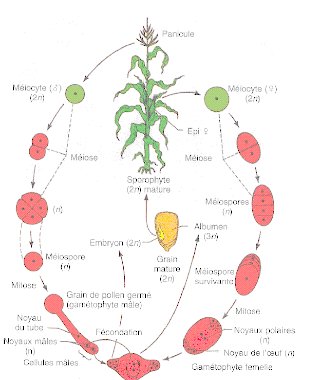 Panicule
Méiocyte (♂)
(2n)
Méiocyte (♀)
(2n)
Epi ♀
Méiose
Méiose
Sporophyte
(2n) mature
(n)
Méiospores
(n)
Albumen
(3n)
Embryon (2n)
Méiospore
(n)
Grain
mature
(2n)
Méiospore
survivante
Mitose
Grain de pollen germé
(gamétophyte mâle)
Mitose
Noyau
du tube
Fécondation
Noyaux polaires
(n)
Noyaux mâles
(n)
Noyau de l'œuf (n)
Cellules mâles
Gamétophyte femelle